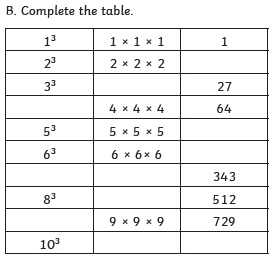 B. Complete the table.
1³ 1 × 1 × 1 1
2³ 2 × 2 × 2
3³ 27
4 × 4 × 4 64
5³ 5 × 5 × 5
6³ 6 × 6× 6
343
8³ 512
9 × 9 × 9 729
10³